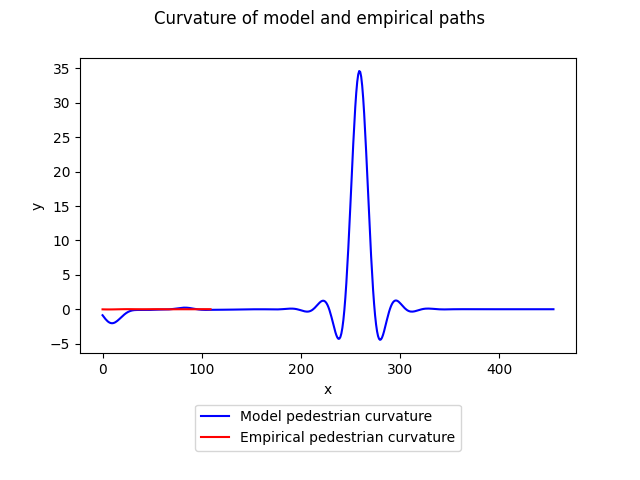 Curvature of model and empirical paths
35
30
25
20
15
10
5
0
−5
y
0 100 200 300 400
x
Model pedestrian curvature
Empirical pedestrian curvature